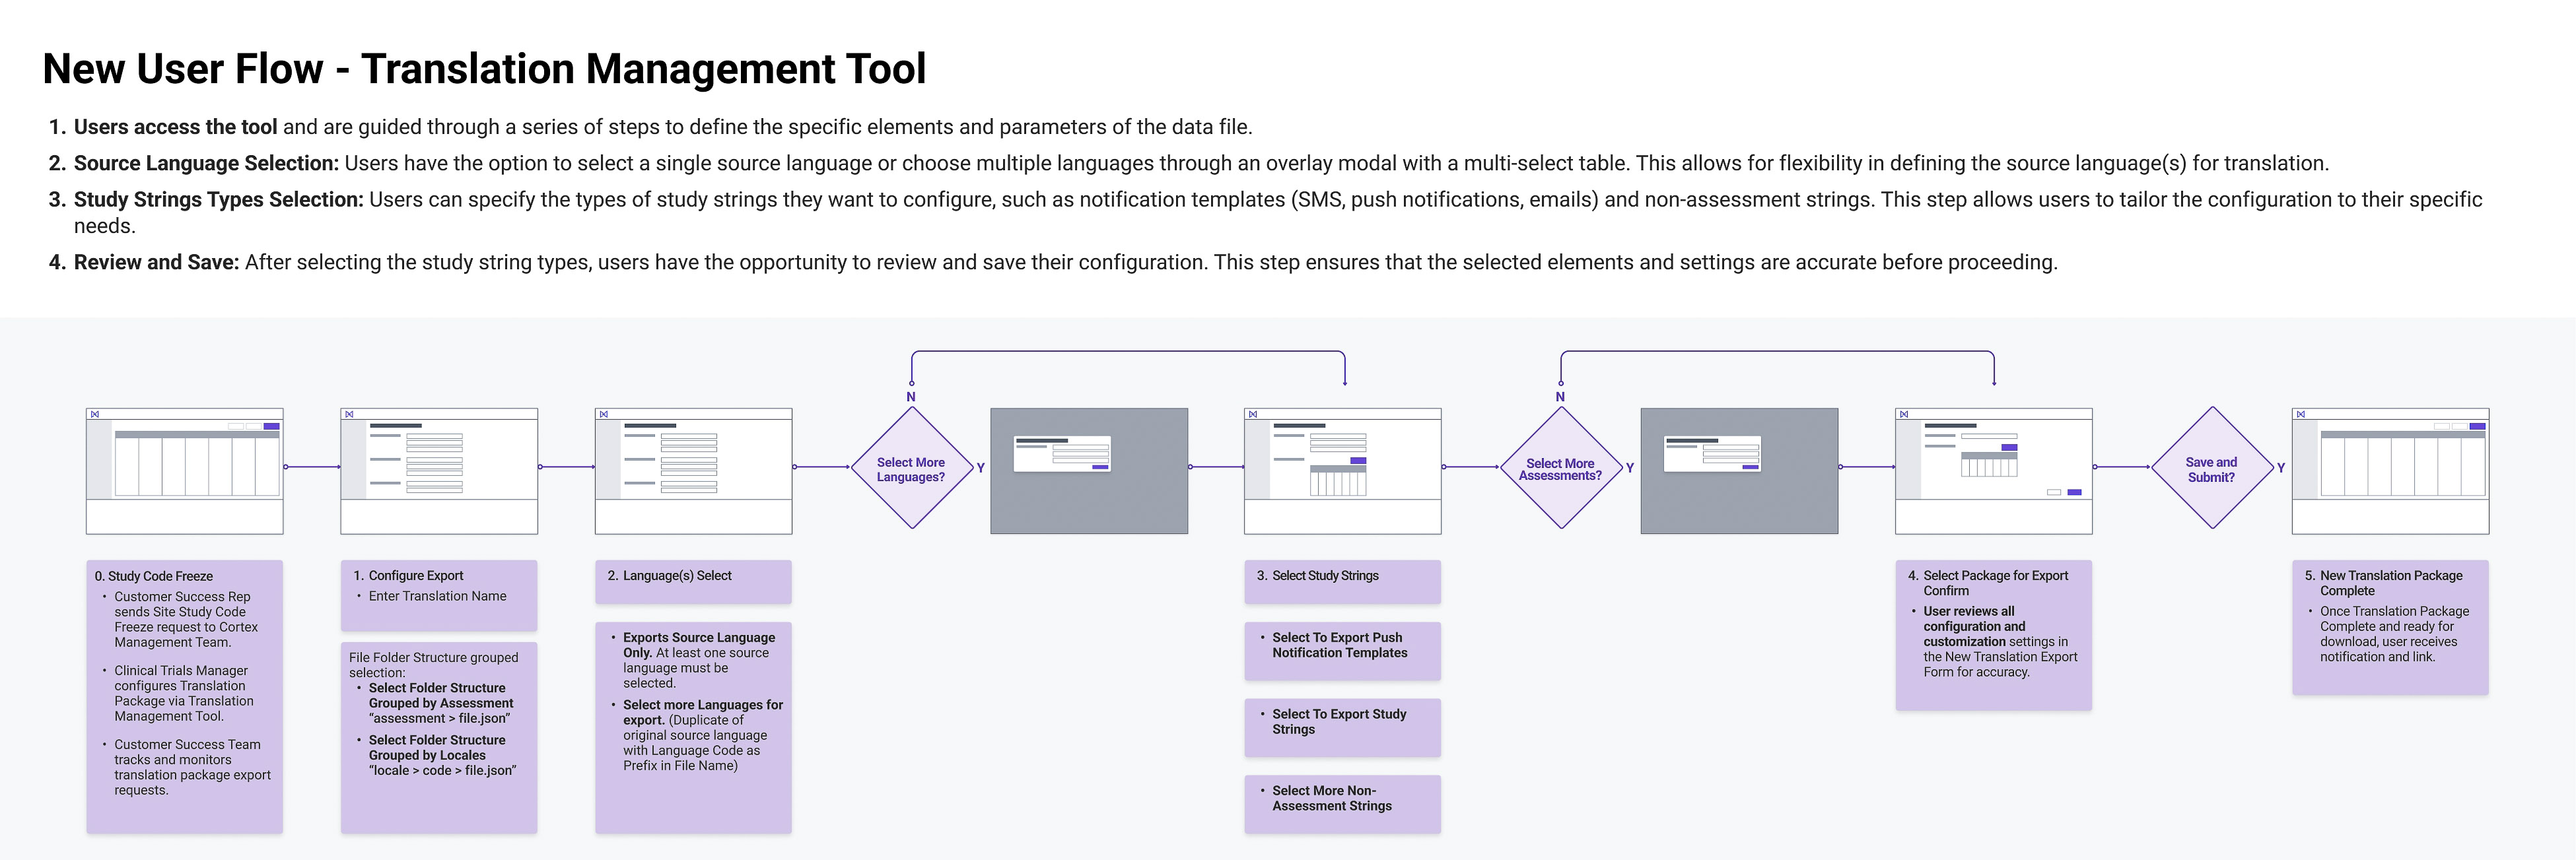 New User Flow - Translation Management Tool
1. Users access the tool and are guided through a series of steps to define the specific elements and parameters of the data file.
2. Source Language Selection: Users have the option to select a single source language or choose multiple languages through an overlay modal with a multi-select table. This allows for flexibility in defining the source language(s) for translation.
3. Study Strings Types Selection: Users can specify the types of study strings they want to configure, such as notification templates (SMS, push notifications, emails) and non-assessment strings. This step allows users to tailor the configuration to their specific
needs.
4. Review and Save: After selecting the study string types, users have the opportunity to review and save their configuration. This step ensures that the selected elements and settings are accurate before proceeding.
N
Select More
Languages?
Y
N
Select More
Assessments?
Y
Save and
Submit?
Y
0. Study Code Freeze
• Customer Success Rep
sends Site Study Code
Freeze request to Cortex
Management Team.
• Clinical Trials Manager
configures Translation
Package via Translation
Management Tool.
• Customer Success Team
tracks and monitors
translation package export
requests.
1. Configure Export
• Enter Translation Name
File Folder Structure grouped
selection:
• Select Folder Structure
Grouped by Assessment
“assessment > file.json”
• Select Folder Structure
Grouped by Locales
“locale > code > file.json”
2. Language(s) Select
• Exports Source Language
Only. At least one source
language must be
selected.
• Select more Languages for
export. (Duplicate of
original source language
with Language Code as
Prefix in File Name)
3. Select Study Strings
• Select To Export Push
Notification Templates
• Select To Export Study
Strings
• Select More Non-
Assessment Strings
4. Select Package for Export
Confirm
• User reviews all
configuration and
customization settings in
the New Translation Export
Form for accuracy.
5. New Translation Package
Complete
• Once Translation Package
Complete and ready for
download, user receives
notification and link.